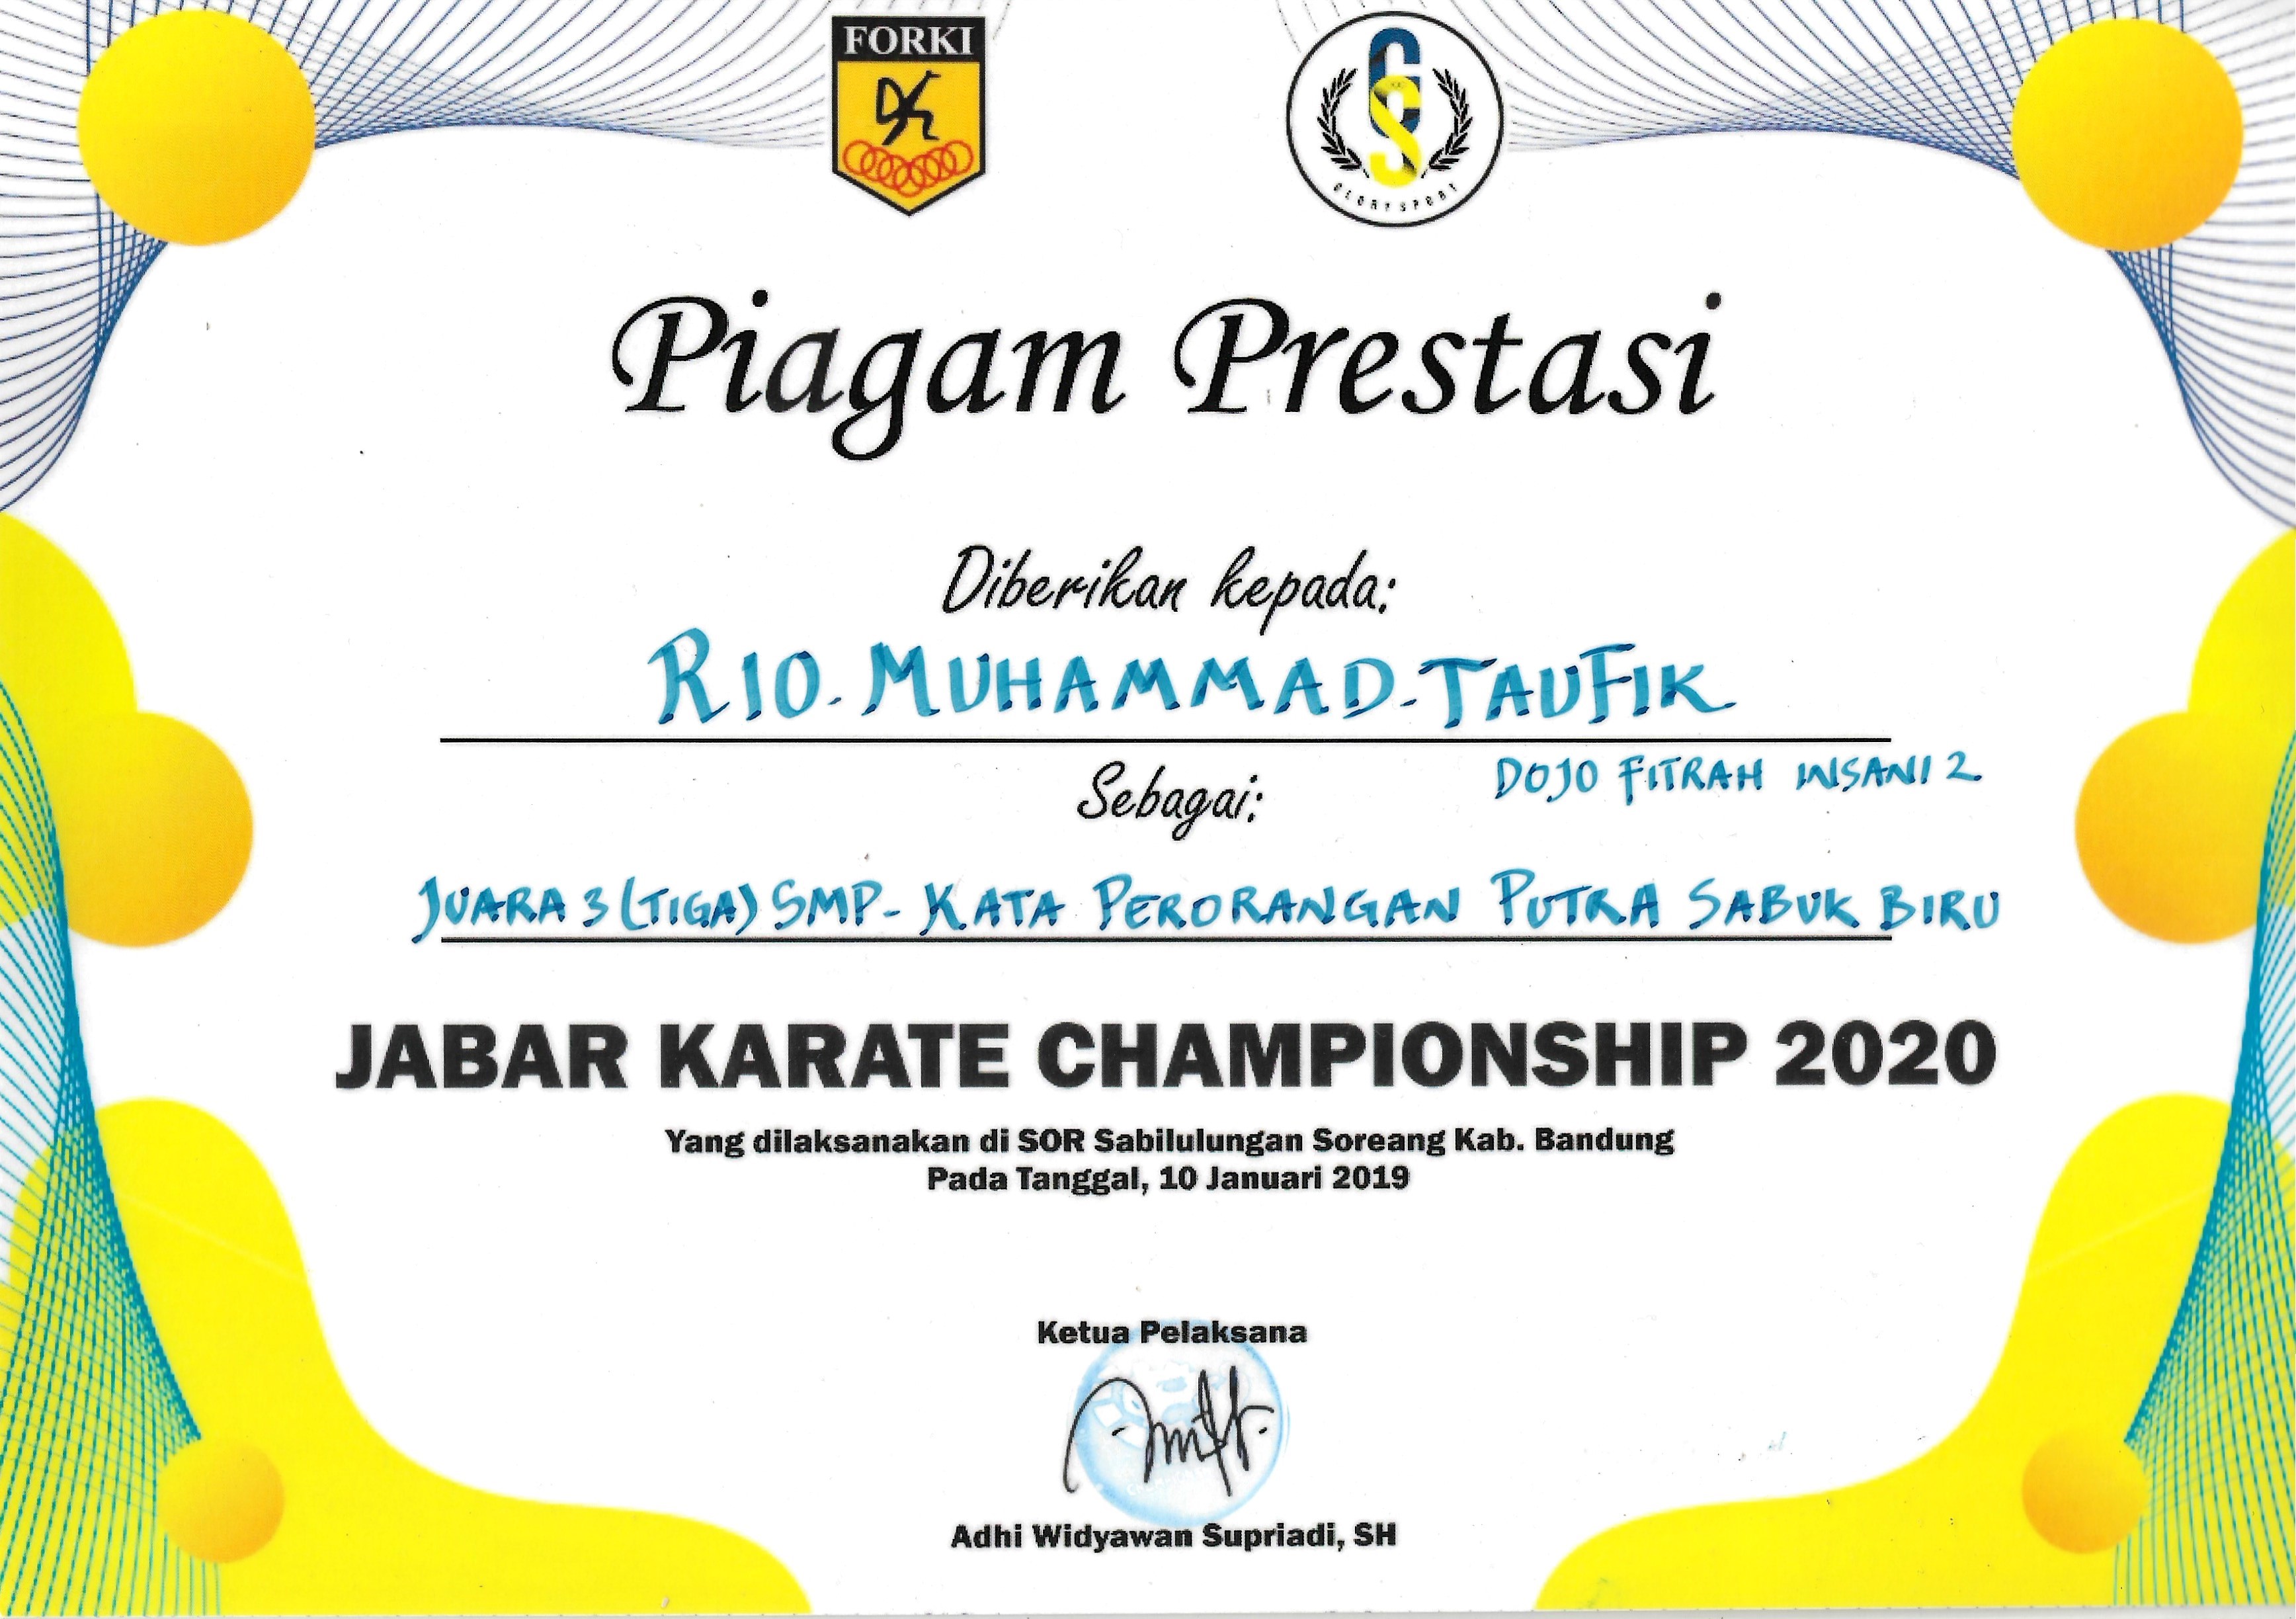 FORKI
GLORY SPORT
Piagam Prestasi
Diberikan kepada:
RIO. MUHAMMAD. TAUFIK
DOJO FITRAH INSANI 2
Sebagai:
JUARA 3 (TIGA) SMP - KATA PERORANGAN PUTRA SABUK BIRU
JABAR KARATE CHAMPIONSHIP 2020
Yang dilaksanakan di SOR Sabilulungan Soreang Kab. Bandung
Pada Tanggal, 10 Januari 2019
Ketua Pelaksana
Adhi Widyawan Supriadi, SH